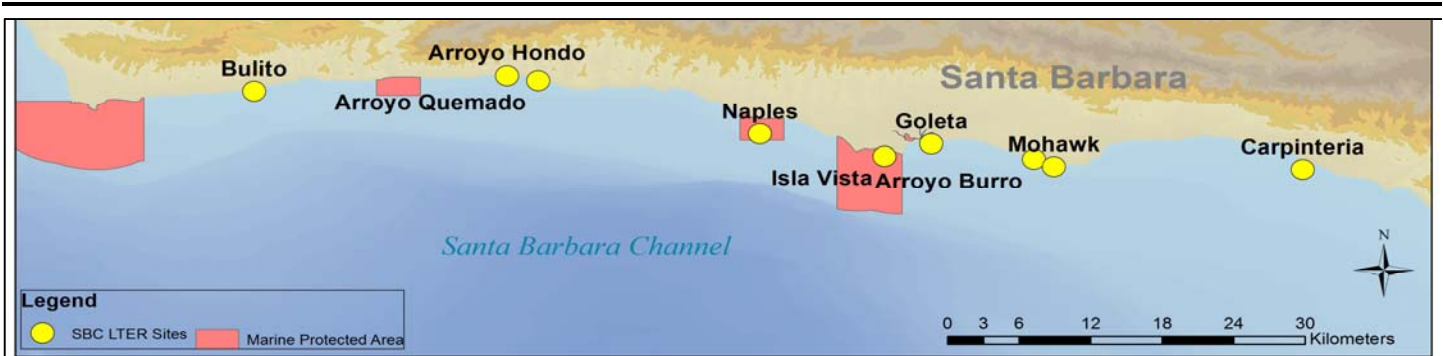 Arroyo Hondo
Bulito
Santa Barbara
Arroyo Quemado
Naples
Goleta
Mohawk
Carpinteria
Isla Vista
Arroyo Burro
Santa Barbara Channel
N
Legend
SBC LTER Sites
Marine Protected Area
0 3 6 12 18 24 30
Kilometers